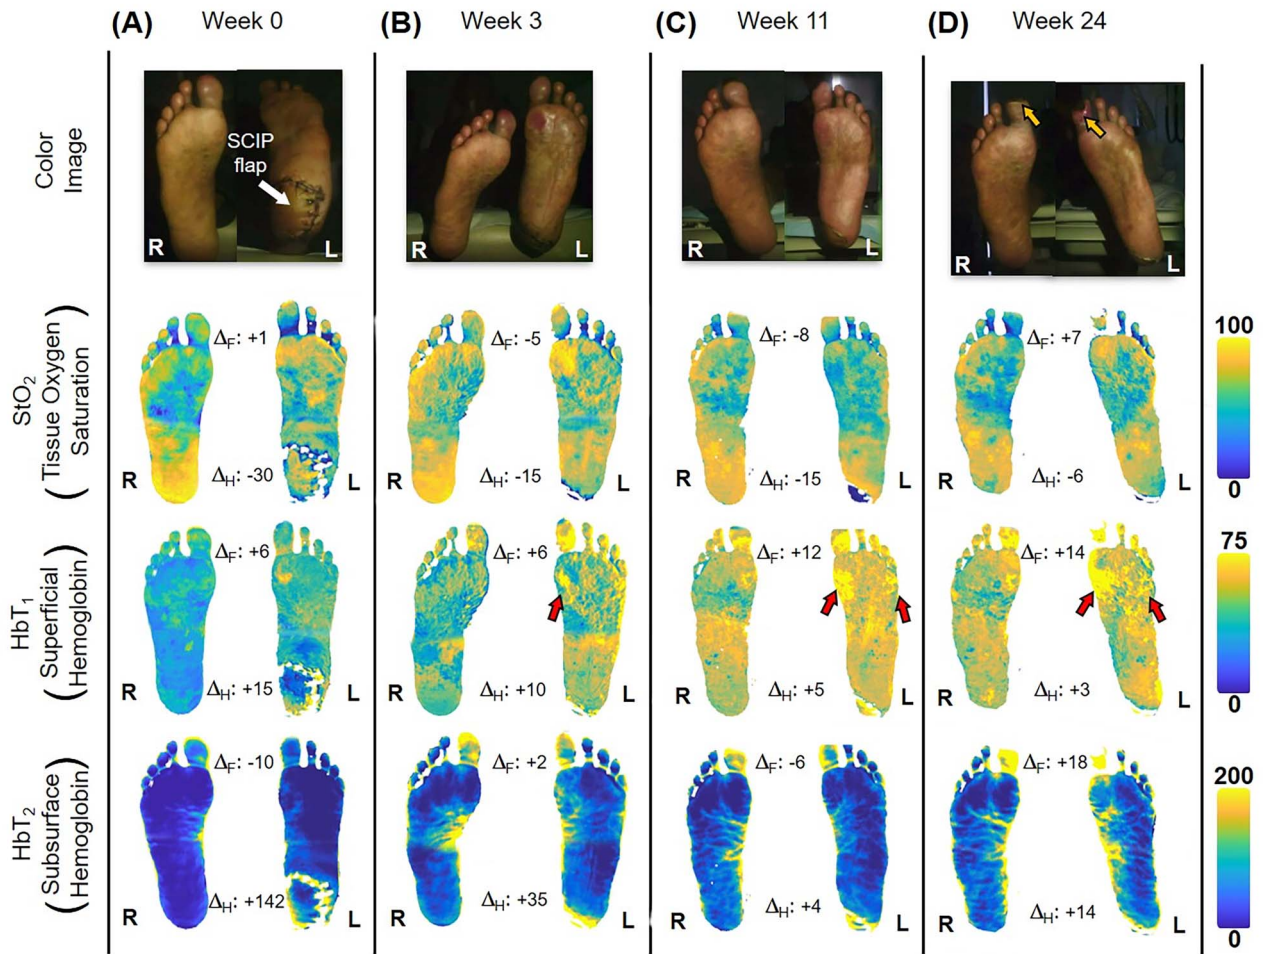 (A) Week 0
(B) Week 3
(C) Week 11
(D) Week 24
Color
Image
SCIP
flap
R
L
R
L
R
L
R
L
StO2
(Tissue Oxygen
Saturation)
ΔF: +1
ΔH: -30
R
L
ΔF: -5
ΔH: -15
R
L
ΔF: -8
ΔH: -15
R
L
ΔF: +7
ΔH: -6
R
L
100
0
HbT1
(Superficial
Hemoglobin)
ΔF: +6
ΔH: +15
R
L
ΔF: +6
ΔH: +10
R
L
ΔF: +12
ΔH: +5
R
L
ΔF: +14
ΔH: +3
R
L
75
0
HbT2
(Subsurface
Hemoglobin)
ΔF: -10
ΔH: +142
R
L
ΔF: +2
ΔH: +35
R
L
ΔF: -6
ΔH: +4
R
L
ΔF: +18
ΔH: +14
R
L
200
0